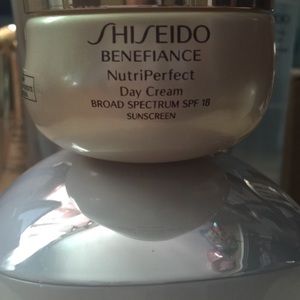 SHISEIDO
BENEFIANCE
NutriPerfect
Day Cream
BROAD SPECTRUM SPF 18
SUNSCREEN